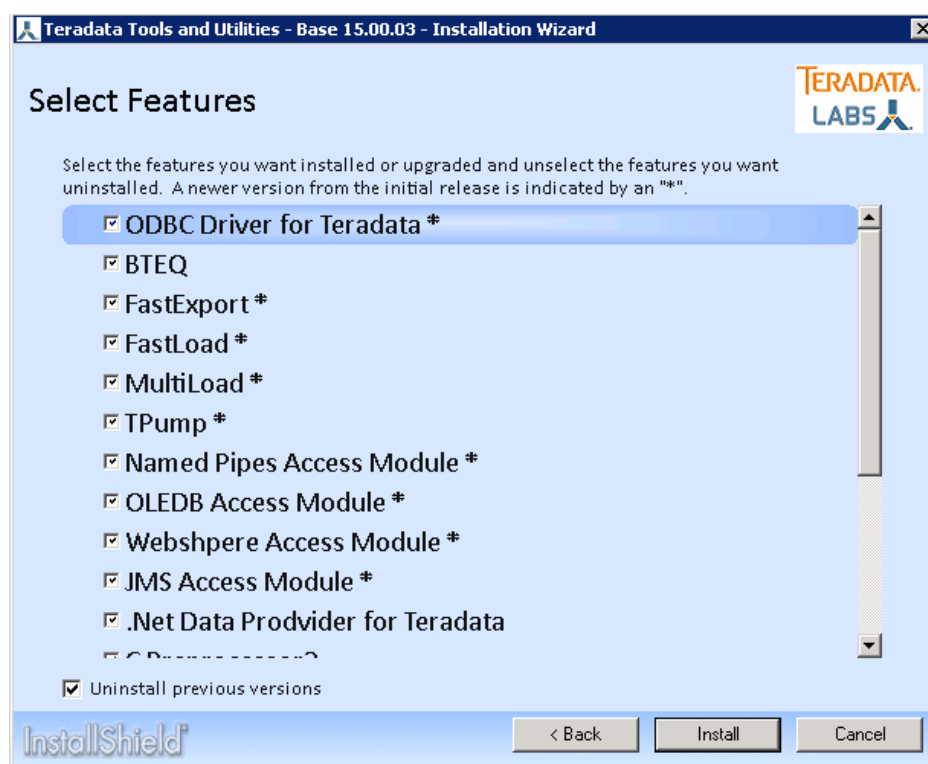 Teradata Tools and Utilities - Base 15.00.03 - Installation Wizard
Select Features
TERADATA.
LABS
Select the features you want installed or upgraded and unselect the features you want
uninstalled. A newer version from the initial release is indicated by an "*".
ODBC Driver for Teradata *
BTEQ
FastExport *
FastLoad *
MultiLoad *
TPump *
Named Pipes Access Module *
OLEDB Access Module *
Webshpere Access Module *
JMS Access Module *
.Net Data Prodvider for Teradata
Uninstall previous versions
InstallShield
< Back
Install
Cancel